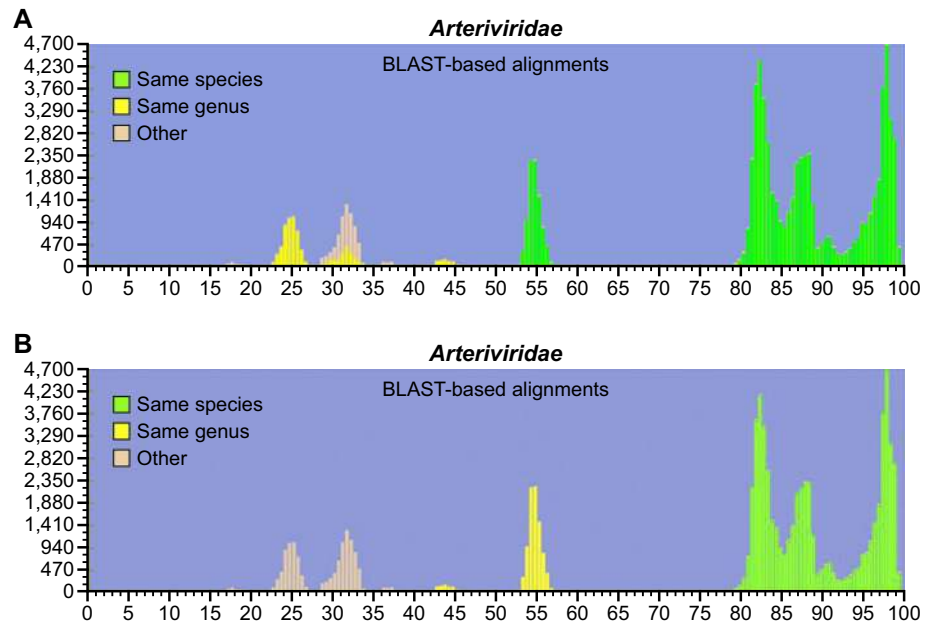 A
Arteriviridae
BLAST-based alignments
Same species
Same genus
Other
4,700
4,230
3,760
3,290
2,820
2,350
1,880
1,410
940
470
0
0 5 10 15 20 25 30 35 40 45 50 55 60 65 70 75 80 85 90 95 100
B
Arteriviridae
BLAST-based alignments
Same species
Same genus
Other
4,700
4,230
3,760
3,290
2,820
2,350
1,880
1,410
940
470
0
0 5 10 15 20 25 30 35 40 45 50 55 60 65 70 75 80 85 90 95 100